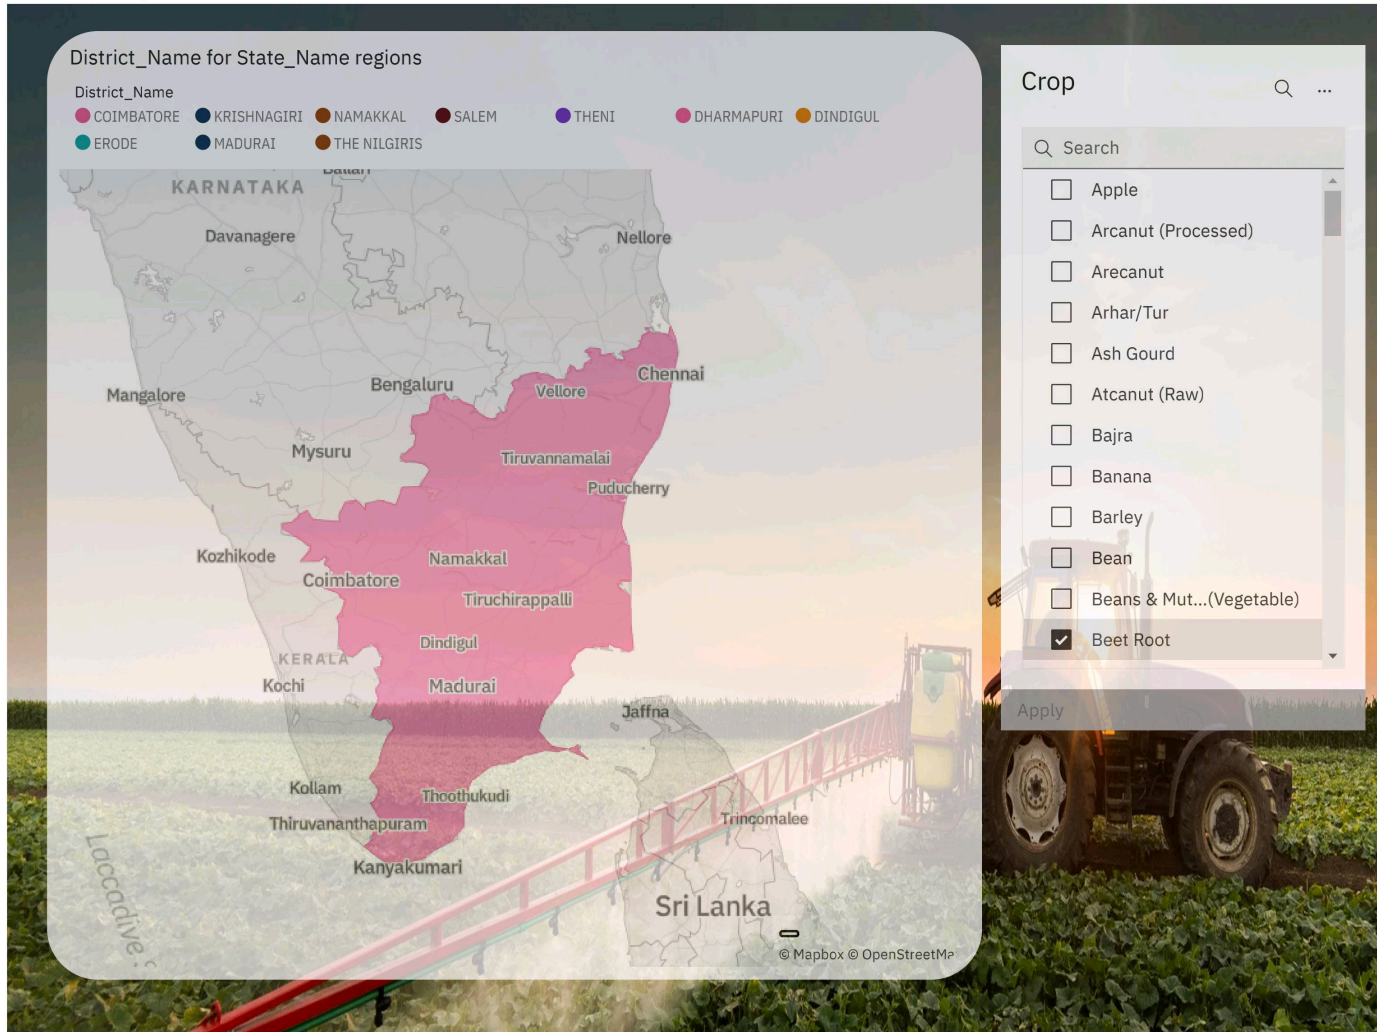 District_Name for State_Name regions
District_Name
COIMBATORE KRISHNAGIRI NAMAKKAL SALEM THENI DHARMAPURI DINDIGUL
ERODE MADURAI THE NILGIRIS
Ballari
KARNATAKA
Davanagere
Nellore
Chennai
Bengaluru
Vellore
Mangalore
Mysuru
Tiruvannamalai
Puducherry
Kozhikode
Namakkal
Coimbatore
Tiruchirappalli
Dindigul
KERALA
Kochi
Madurai
Jaffna
Kollam
Thoothukudi
Thiruvananthapuram
Trincomalee
Kanyakumari
Laccadive
Sri Lanka
© Mapbox © OpenStreetMa
Crop
...
Search
Apple
Arcanut (Processed)
Arecanut
Arhar/Tur
Ash Gourd
Atcanut (Raw)
Bajra
Banana
Barley
Bean
Beans & Mut...(Vegetable)
Beet Root
Apply